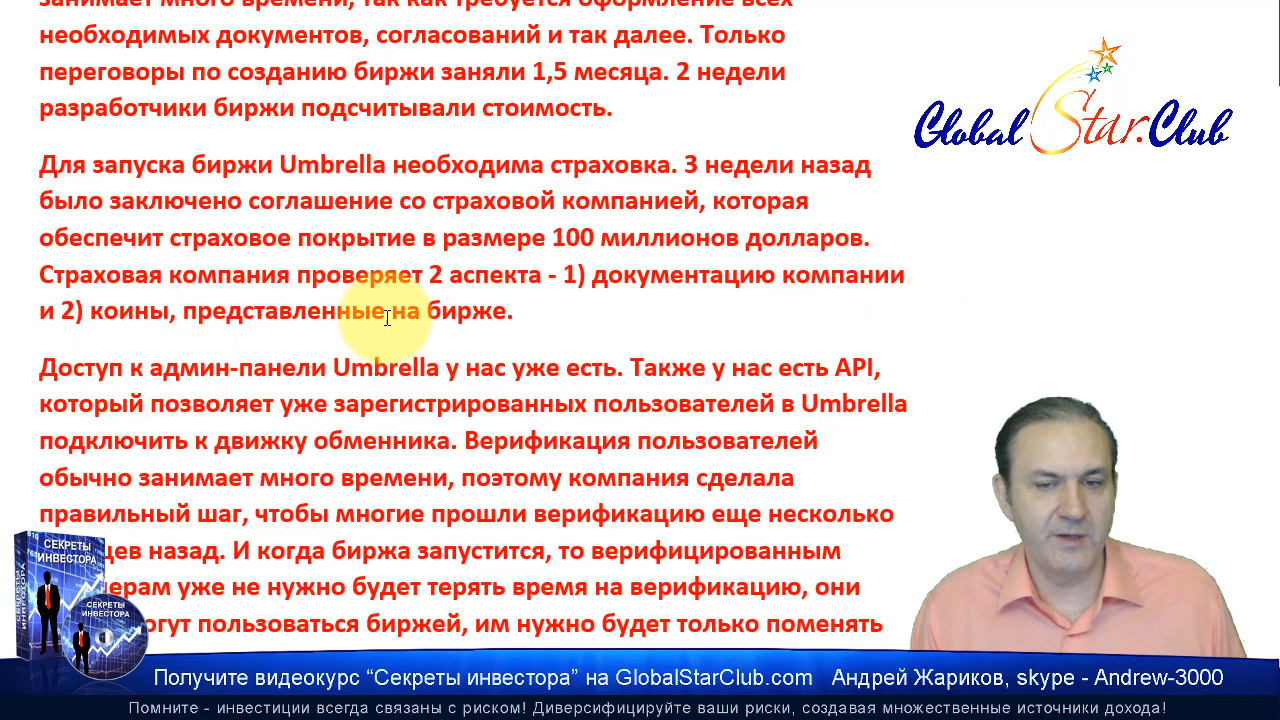 занимает много времени, так как требуется оформление всех
необходимых документов, согласований и так далее. Только
переговоры по созданию биржи заняли 1,5 месяца. 2 недели
разработчики биржи подсчитывали стоимость.
Для запуска биржи Umbrella необходима страховка. 3 недели назад
было заключено соглашение со страховой компанией, которая
обеспечит страховое покрытие в размере 100 миллионов долларов.
Страховая компания проверяет 2 аспекта - 1) документацию компании
и 2) коины, представленные на бирже.
Доступ к админ-панели Umbrella у нас уже есть. Также у нас есть API,
который позволяет уже зарегистрированных пользователей в Umbrella
подключить к движку обменника. Верификация пользователей
обычно занимает много времени, поэтому компания сделала
правильный шаг, чтобы многие прошли верификацию еще несколько
назад. И когда биржа запустится, то верифицированным
уже не нужно будет терять время на верификацию, они
пользоваться биржей, им нужно будет только поменять
Global Star.Club
СЕКРЕТЫ
ИНВЕСТОРА
СЕКРЕТЫ
ИНВЕСТОРА
СЕКРЕТЫ
ИНВЕСТОРА
Получите видеокурс “Секреты инвестора” на GlobalStarClub.com Андрей Жариков, skype - Andrew-3000
Помните - инвестиции всегда связаны с риском! Диверсифицируйте ваши риски, создавая множественные источники дохода!